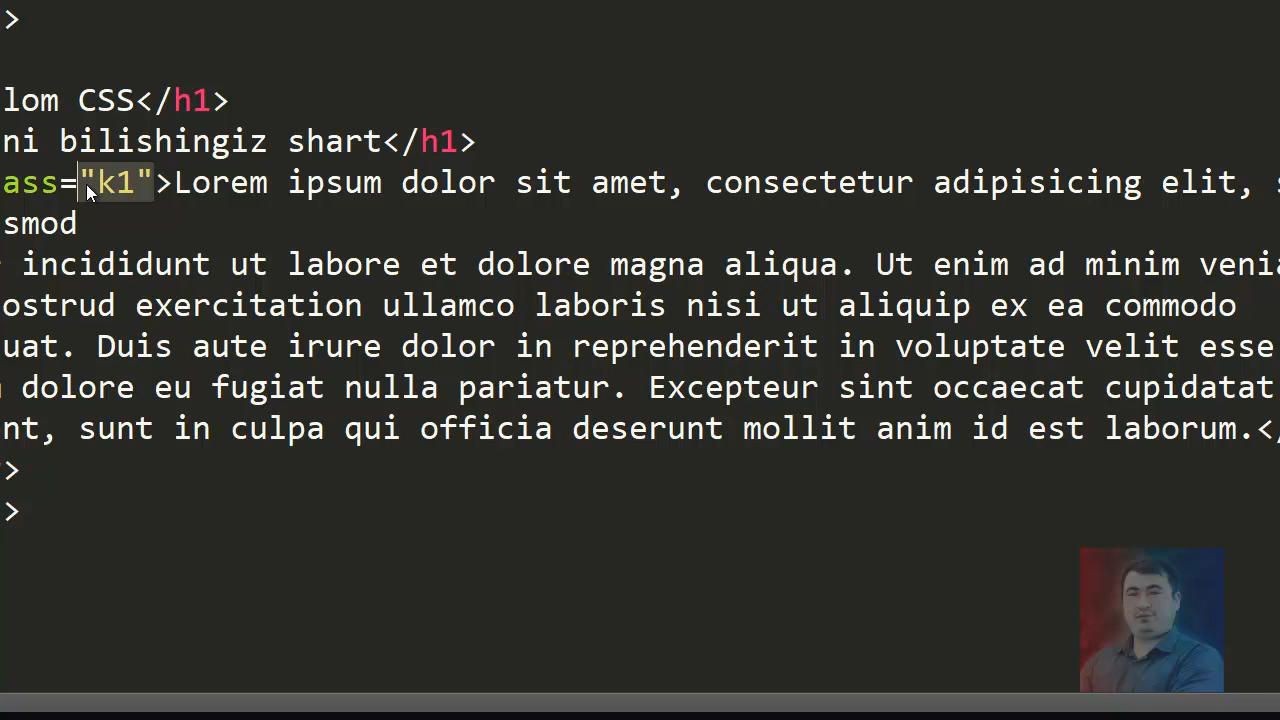 >
lom CSS</h1>
ni bilishingiz shart</h1>
ass="k1">Lorem ipsum dolor sit amet, consectetur adipisicing elit, s
smod
incididunt ut labore et dolore magna aliqua. Ut enim ad minim venia
ostrud exercitation ullamco laboris nisi ut aliquip ex ea commodo
uat. Duis aute irure dolor in reprehenderit in voluptate velit esse
dolore eu fugiat nulla pariatur. Excepteur sint occaecat cupidatat
nt, sunt in culpa qui officia deserunt mollit anim id est laborum.</
>
>